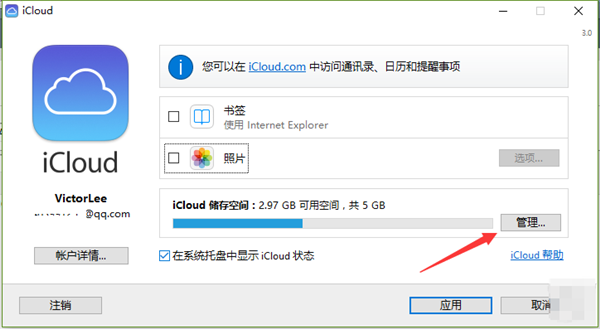 iCloud
3.0
您可以在 iCloud.com 中访问通讯录、日历和提醒事项
书签
使用 Internet Explorer
照片
选项...
iCloud
VictorLee
@qq.com
帐户详情...
iCloud 储存空间：2.97 GB 可用空间，共 5 GB
管理...
在系统托盘中显示 iCloud 状态
iCloud 帮助
注销
应用
取消